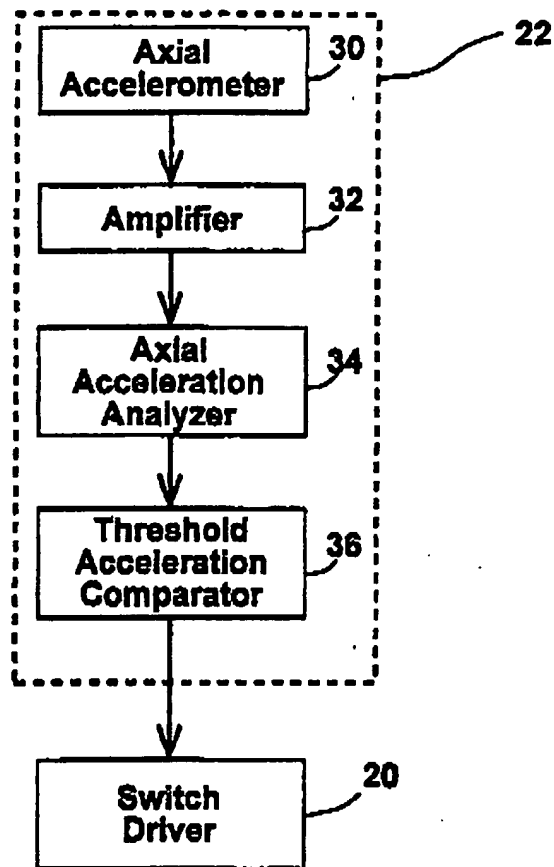 22
Axial
Accelerometer
30
Amplifier
32
Axial
Acceleration
Analyzer
34
Threshold
Acceleration
Comparator
36
Switch
Driver
20